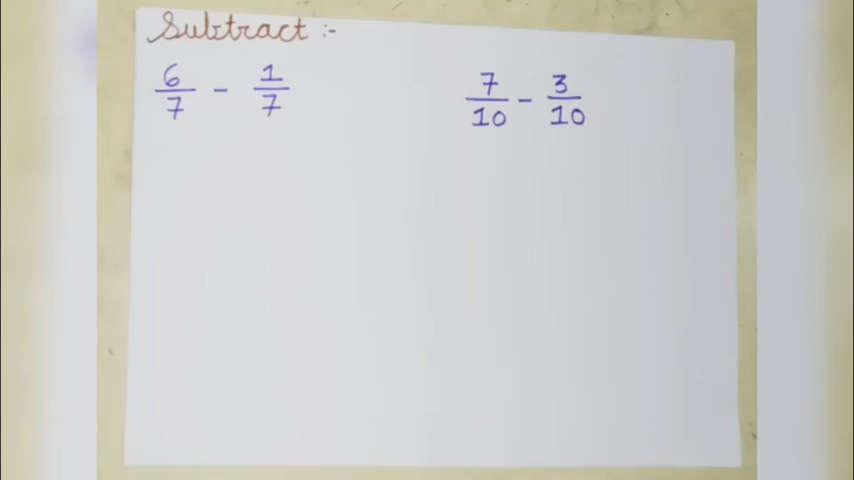 Subtract :-
6/7 - 1/7
7/10 - 3/10